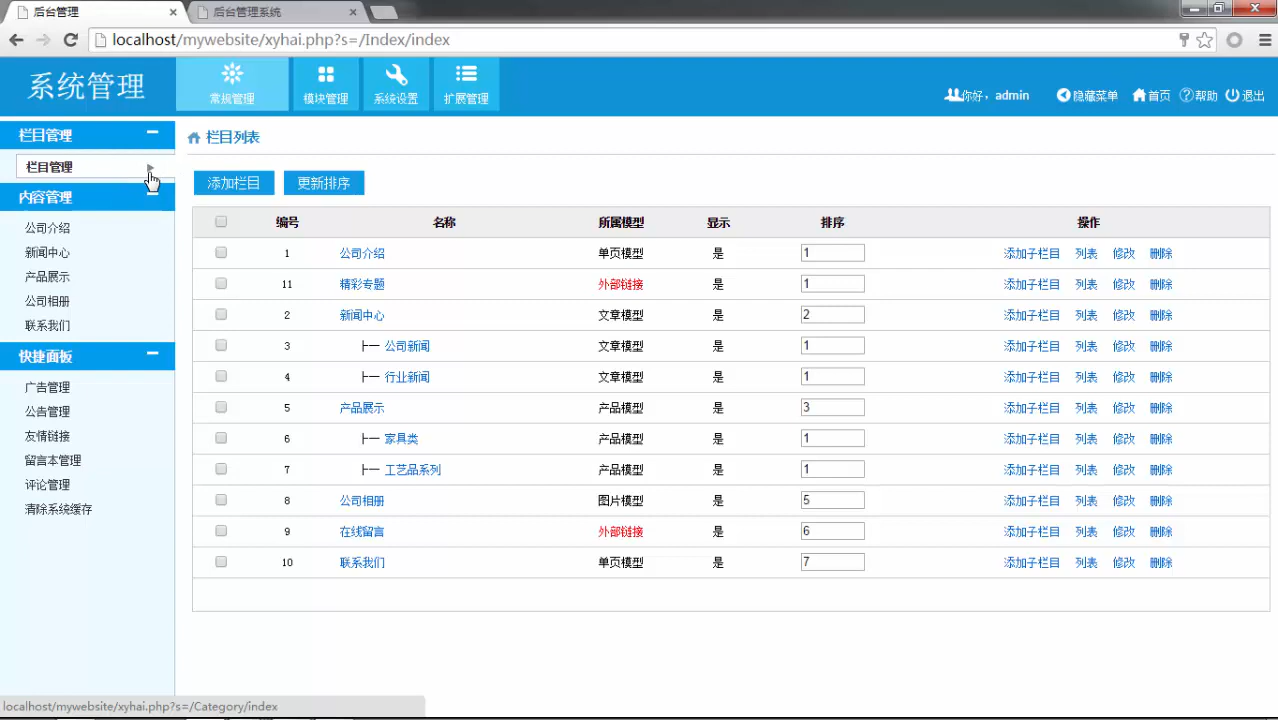 后台管理
后台管理系统
localhost/mywebsite/xyhai.php?s=/Index/index
系统管理
常规管理
模块管理
系统设置
扩展管理
你好，admin
隐藏菜单
首页
帮助
退出
栏目管理
栏目管理
内容管理
公司介绍
新闻中心
产品展示
公司相册
联系我们
快捷面板
广告管理
公告管理
友情链接
留言本管理
评论管理
清除系统缓存
栏目列表
添加栏目 更新排序
编号 名称 所属模型 显示 排序 操作
1 公司介绍 单页模型 是 1 添加子栏目 列表 修改 删除
11 精彩专题 外部链接 是 1 添加子栏目 列表 修改 删除
2 新闻中心 文章模型 是 2 添加子栏目 列表 修改 删除
3 ├─ 公司新闻 文章模型 是 1 添加子栏目 列表 修改 删除
4 ├─ 行业新闻 文章模型 是 1 添加子栏目 列表 修改 删除
5 产品展示 产品模型 是 3 添加子栏目 列表 修改 删除
6 ├─ 家具类 产品模型 是 1 添加子栏目 列表 修改 删除
7 ├─ 工艺品系列 产品模型 是 1 添加子栏目 列表 修改 删除
8 公司相册 图片模型 是 5 添加子栏目 列表 修改 删除
9 在线留言 外部链接 是 6 添加子栏目 列表 修改 删除
10 联系我们 单页模型 是 7 添加子栏目 列表 修改 删除
localhost/mywebsite/xyhai.php?s=/Category/index